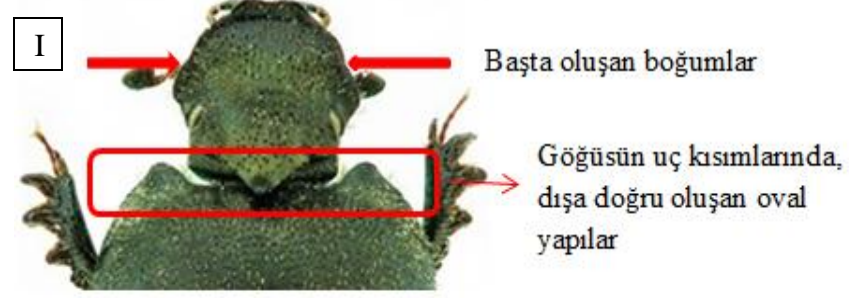 I
Başta oluşan boğumlar
Göğüsün uç kısımlarında,
dışa doğru oluşan oval
yapılar